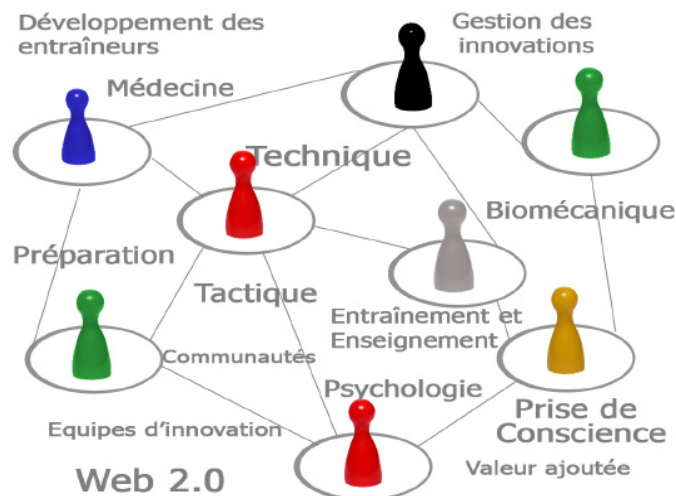 Développement des
entraîneurs
Gestion des
innovations
Médecine
Technique
Biomécanique
Préparation
Tactique
Entraînement et
Enseignement
Communautés
Psychologie
Prise de
Conscience
Equipes d'innovation
Valeur ajoutée
Web 2.0